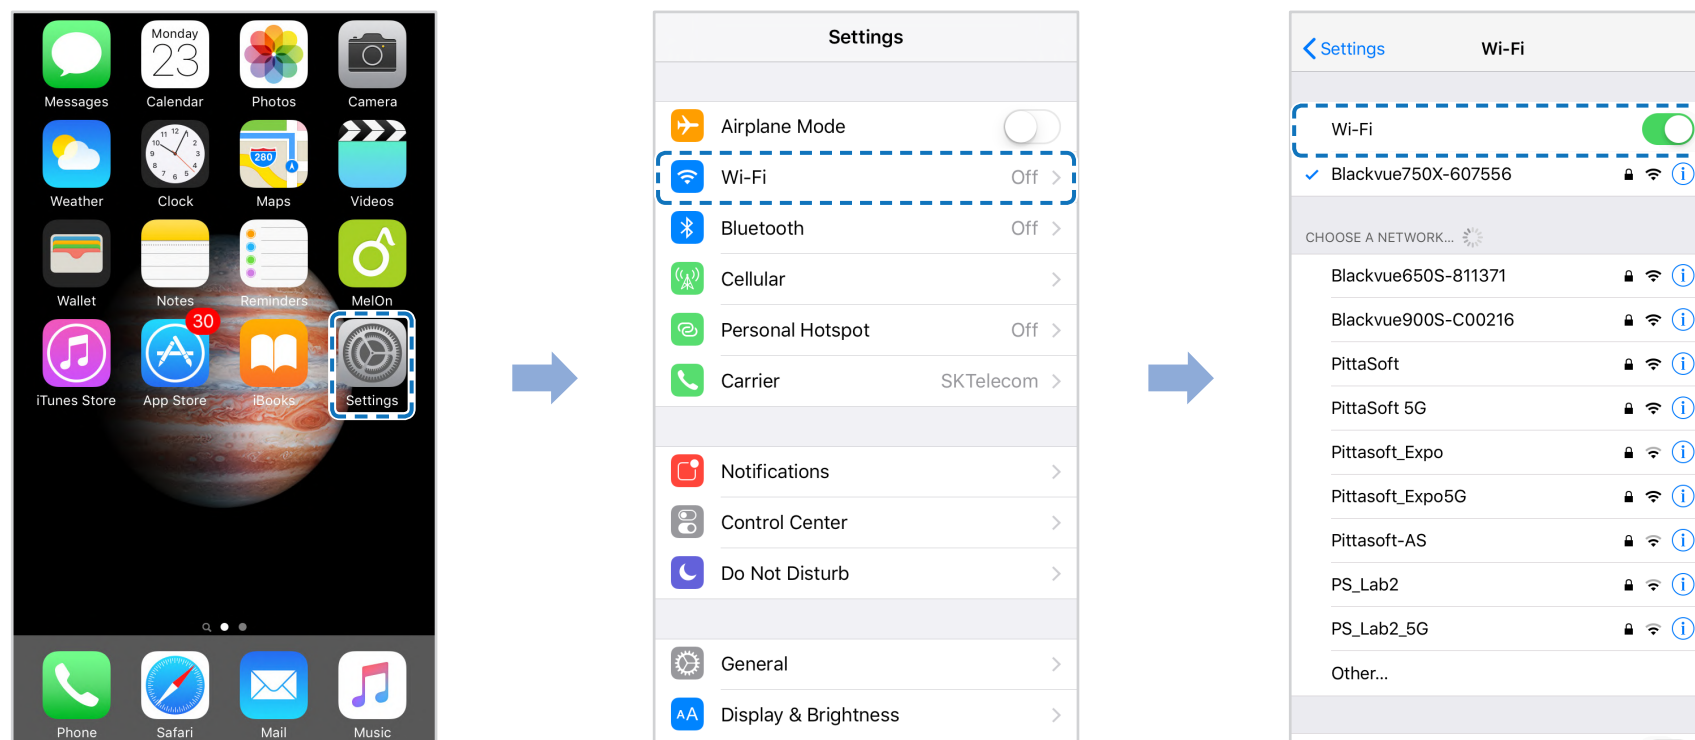 Monday
23
Messages Calendar Photos Camera
280
Weather Clock Maps Videos
Wallet Notes Reminders MelOn
30
iTunes Store App Store iBooks Settings
Phone Safari Mail Music
Settings
Airplane Mode
Wi-Fi Off
Bluetooth Off
Cellular
Personal Hotspot Off
Carrier SKTelecom
Notifications
Control Center
Do Not Disturb
General
AA Display & Brightness
Settings Wi-Fi
Wi-Fi
Blackvue750X-607556
CHOOSE A NETWORK...
Blackvue650S-811371
Blackvue900S-C00216
PittaSoft
PittaSoft 5G
Pittasoft_Expo
Pittasoft_Expo5G
Pittasoft-AS
PS_Lab2
PS_Lab2_5G
Other...